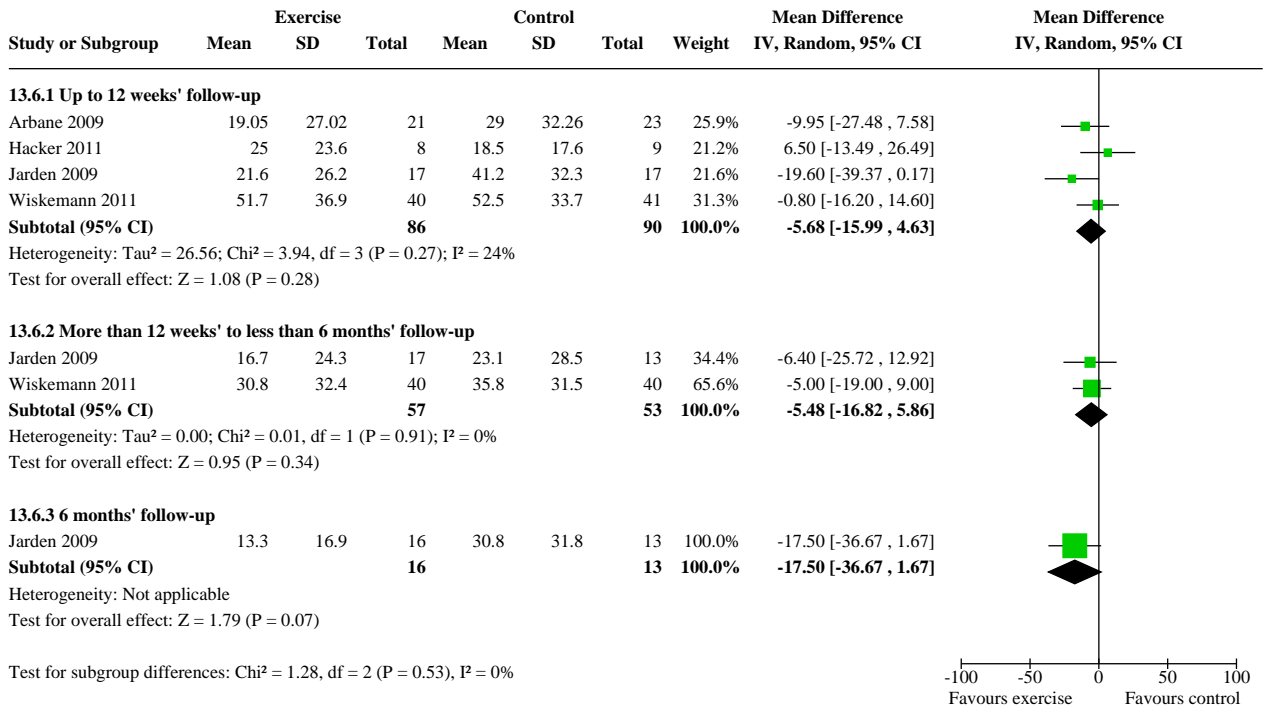 Exercise Control Mean Difference Mean Difference
Study or Subgroup Mean SD Total Mean SD Total Weight IV, Random, 95% CI IV, Random, 95% CI
13.6.1 Up to 12 weeks' follow-up
Arbane 2009 19.05 27.02 21 29 32.26 23 25.9% -9.95 [-27.48 , 7.58]
Hacker 2011 25 23.6 8 18.5 17.6 9 21.2% 6.50 [-13.49 , 26.49]
Jarden 2009 21.6 26.2 17 41.2 32.3 17 21.6% -19.60 [-39.37 , 0.17]
Wiskemann 2011 51.7 36.9 40 52.5 33.7 41 31.3% -0.80 [-16.20 , 14.60]
Subtotal (95% CI) 86 90 100.0% -5.68 [-15.99 , 4.63]
Heterogeneity: Tau² = 26.56; Chi² = 3.94, df = 3 (P = 0.27); I² = 24%
Test for overall effect: Z = 1.08 (P = 0.28)
13.6.2 More than 12 weeks' to less than 6 months' follow-up
Jarden 2009 16.7 24.3 17 23.1 28.5 13 34.4% -6.40 [-25.72 , 12.92]
Wiskemann 2011 30.8 32.4 40 35.8 31.5 40 65.6% -5.00 [-19.00 , 9.00]
Subtotal (95% CI) 57 53 100.0% -5.48 [-16.82 , 5.86]
Heterogeneity: Tau² = 0.00; Chi² = 0.01, df = 1 (P = 0.91); I² = 0%
Test for overall effect: Z = 0.95 (P = 0.34)
13.6.3 6 months' follow-up
Jarden 2009 13.3 16.9 16 30.8 31.8 13 100.0% -17.50 [-36.67 , 1.67]
Subtotal (95% CI) 16 13 100.0% -17.50 [-36.67 , 1.67]
Heterogeneity: Not applicable
Test for overall effect: Z = 1.79 (P = 0.07)
Test for subgroup differences: Chi² = 1.28, df = 2 (P = 0.53), I² = 0%
-100 -50 0 50 100
Favours exercise Favours control